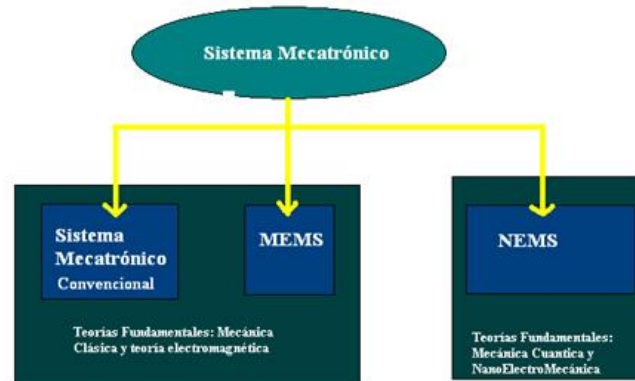 Sistema Mecatrónico
Sistema
Mecatrónico
Convencional
MEMS
Teorías Fundamentales: Mecánica
Clásica y teoría electromagnética
NEMS
Teorías Fundamentales:
Mecánica Cuantica y
NanoElectroMecánica